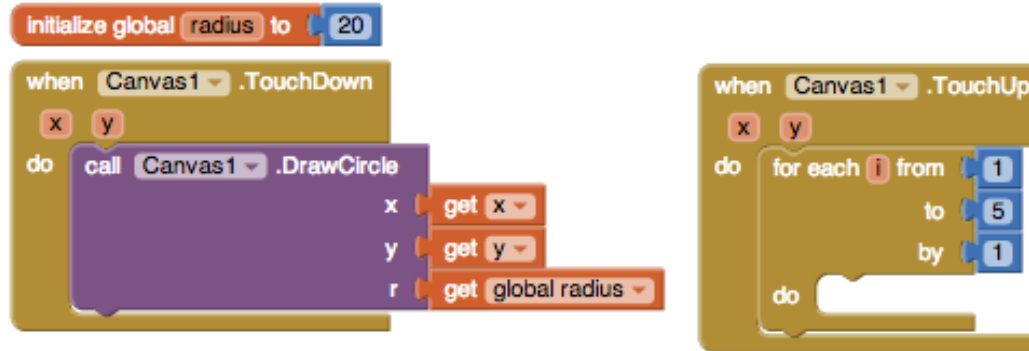 initialize global radius to 20
when Canvas1 .TouchDown
x y
do call Canvas1 .DrawCircle
x get x
y get y
r get global radius
when Canvas1 .TouchUp
x y
do for each i from 1
to 5
by 1
do